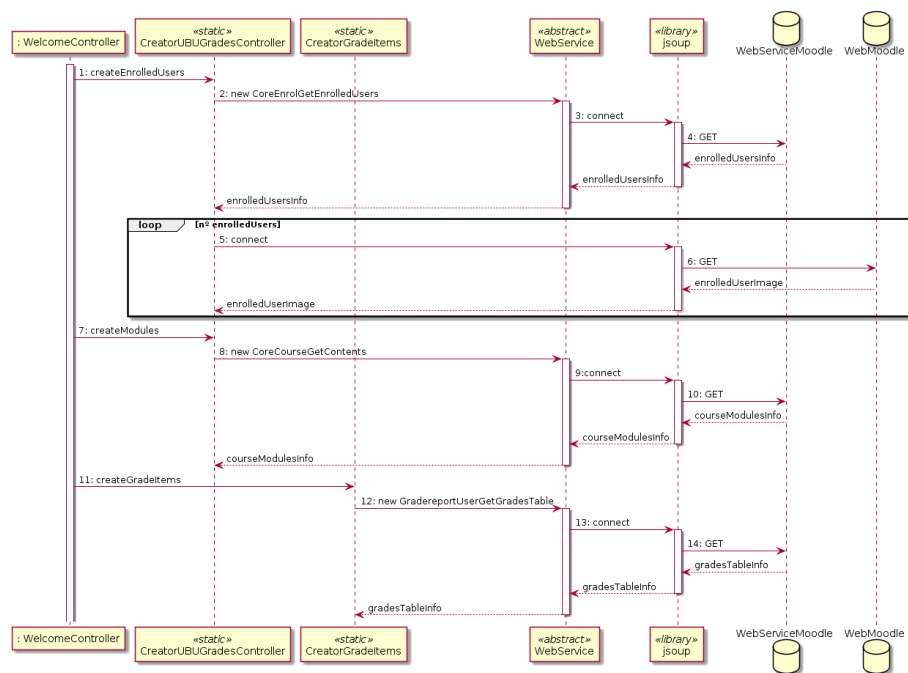 : WelcomeController
«static»
CreatorUBUGradesController
«static»
CreatorGradeItems
«abstract»
WebService
«library»
jsoup
WebServiceMoodle
WebMoodle
1: createEnrolledUsers
2: new CoreEnrolGetEnrolledUsers
3: connect
4: GET
enrolledUsersInfo
enrolledUsersInfo
enrolledUsersInfo
loop [nº enrolledUsers]
5: connect
6: GET
enrolledUserImage
enrolledUserImage
7: createModules
8: new CoreCourseGetContents
9:connect
10: GET
courseModulesInfo
courseModulesInfo
courseModulesInfo
11: createGradeItems
12: new GradereportUserGetGradesTable
13: connect
14: GET
gradesTableInfo
gradesTableInfo
gradesTableInfo
: WelcomeController
«static»
CreatorUBUGradesController
«static»
CreatorGradeItems
«abstract»
WebService
«library»
jsoup
WebServiceMoodle
WebMoodle